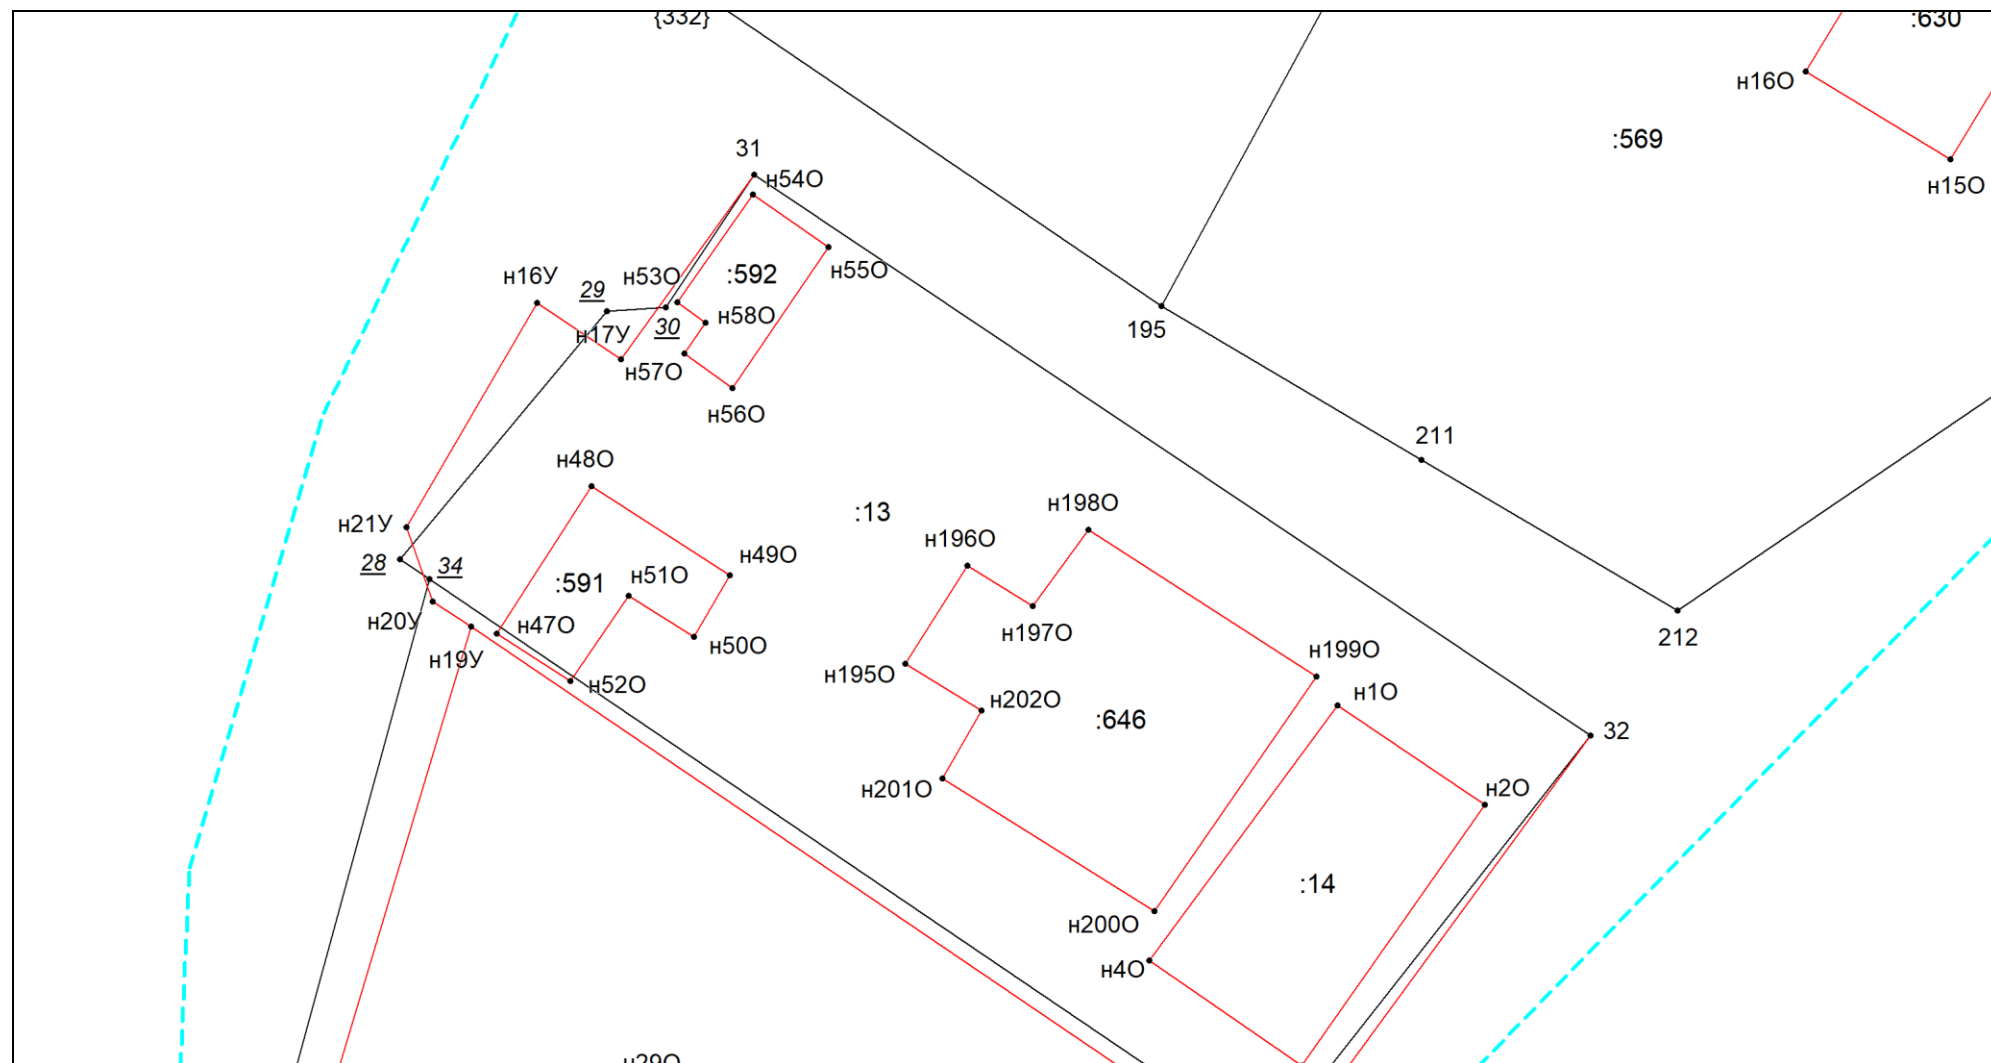 {332}
:630
н16О
:569
31
н54О
н15О
н55О
:592
н53О
н16У
29
н58О
30
195
н17У
н57О
н56О
211
н48О
н198О
:13
н21У
н196О
н49О
28
34
:591
н51О
212
н20У
н47О
н197О
н50О
н19У
н199О
н195О
н52О
н1О
н202О
:646
32
н201О
н2О
:14
н200О
н4О
н29О